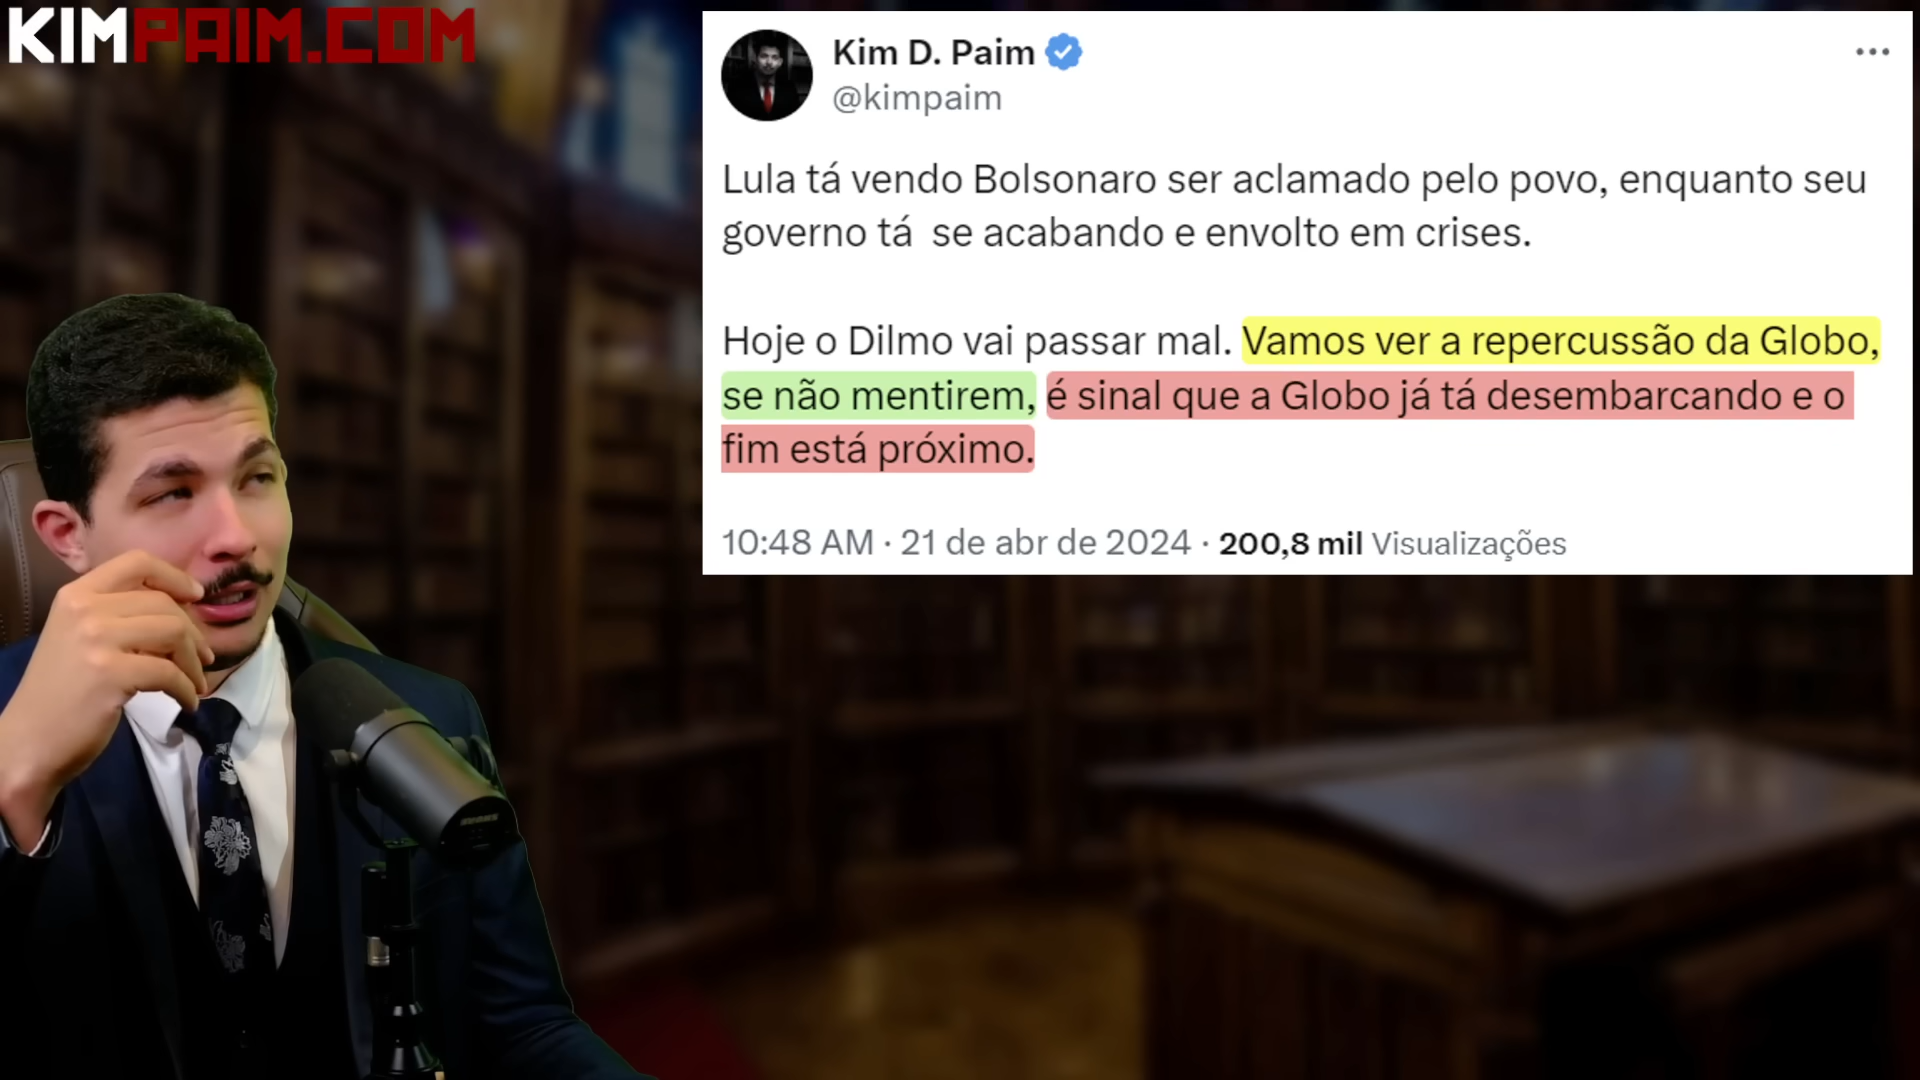 KIMPAIM.COM
Kim D. Paim
@kimpaim
Lula tá vendo Bolsonaro ser aclamado pelo povo, enquanto seu
governo tá  se acabando e envolto em crises.
Hoje o Dilmo vai passar mal. Vamos ver a repercussão da Globo,
se não mentirem, é sinal que a Globo já tá desembarcando e o
fim está próximo.
10:48 AM · 21 de abr de 2024 · 200,8 mil Visualizações